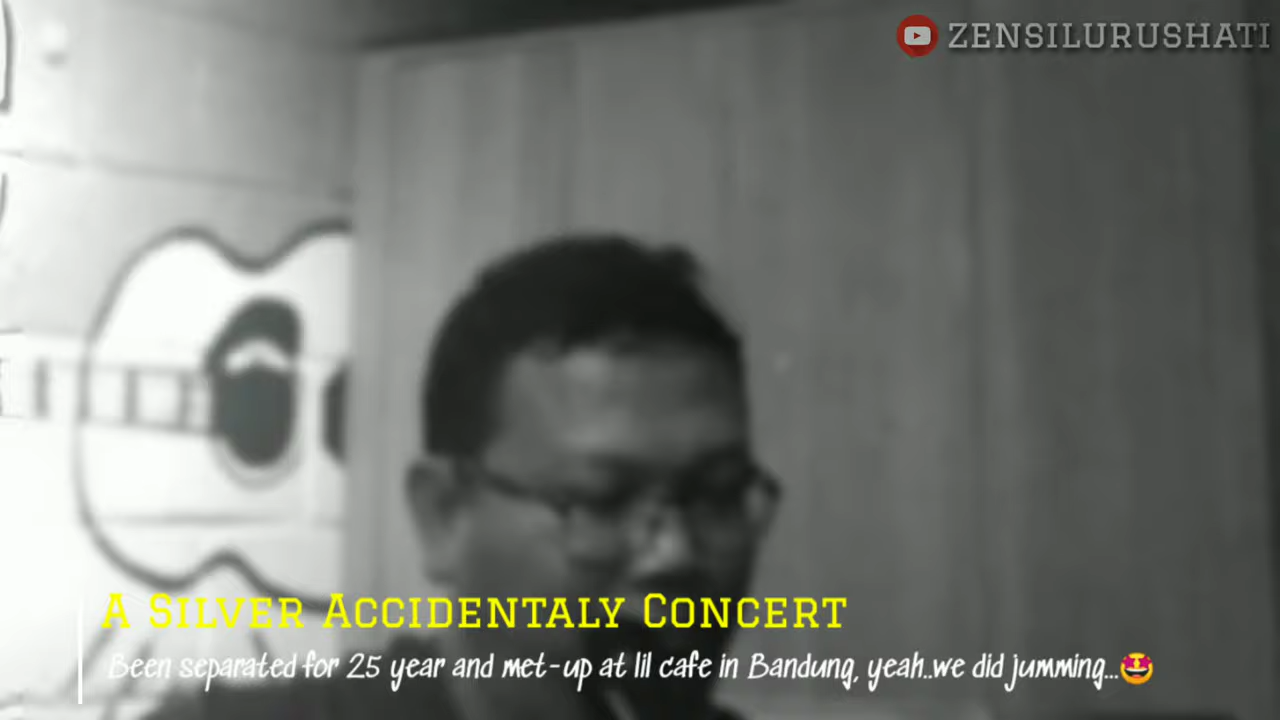 ZENSILURUSHATI
A Silver Accidentaly Concert
Been separated for 25 year and met-up at lil cafe in Bandung, yeah..we did jumming...🤩